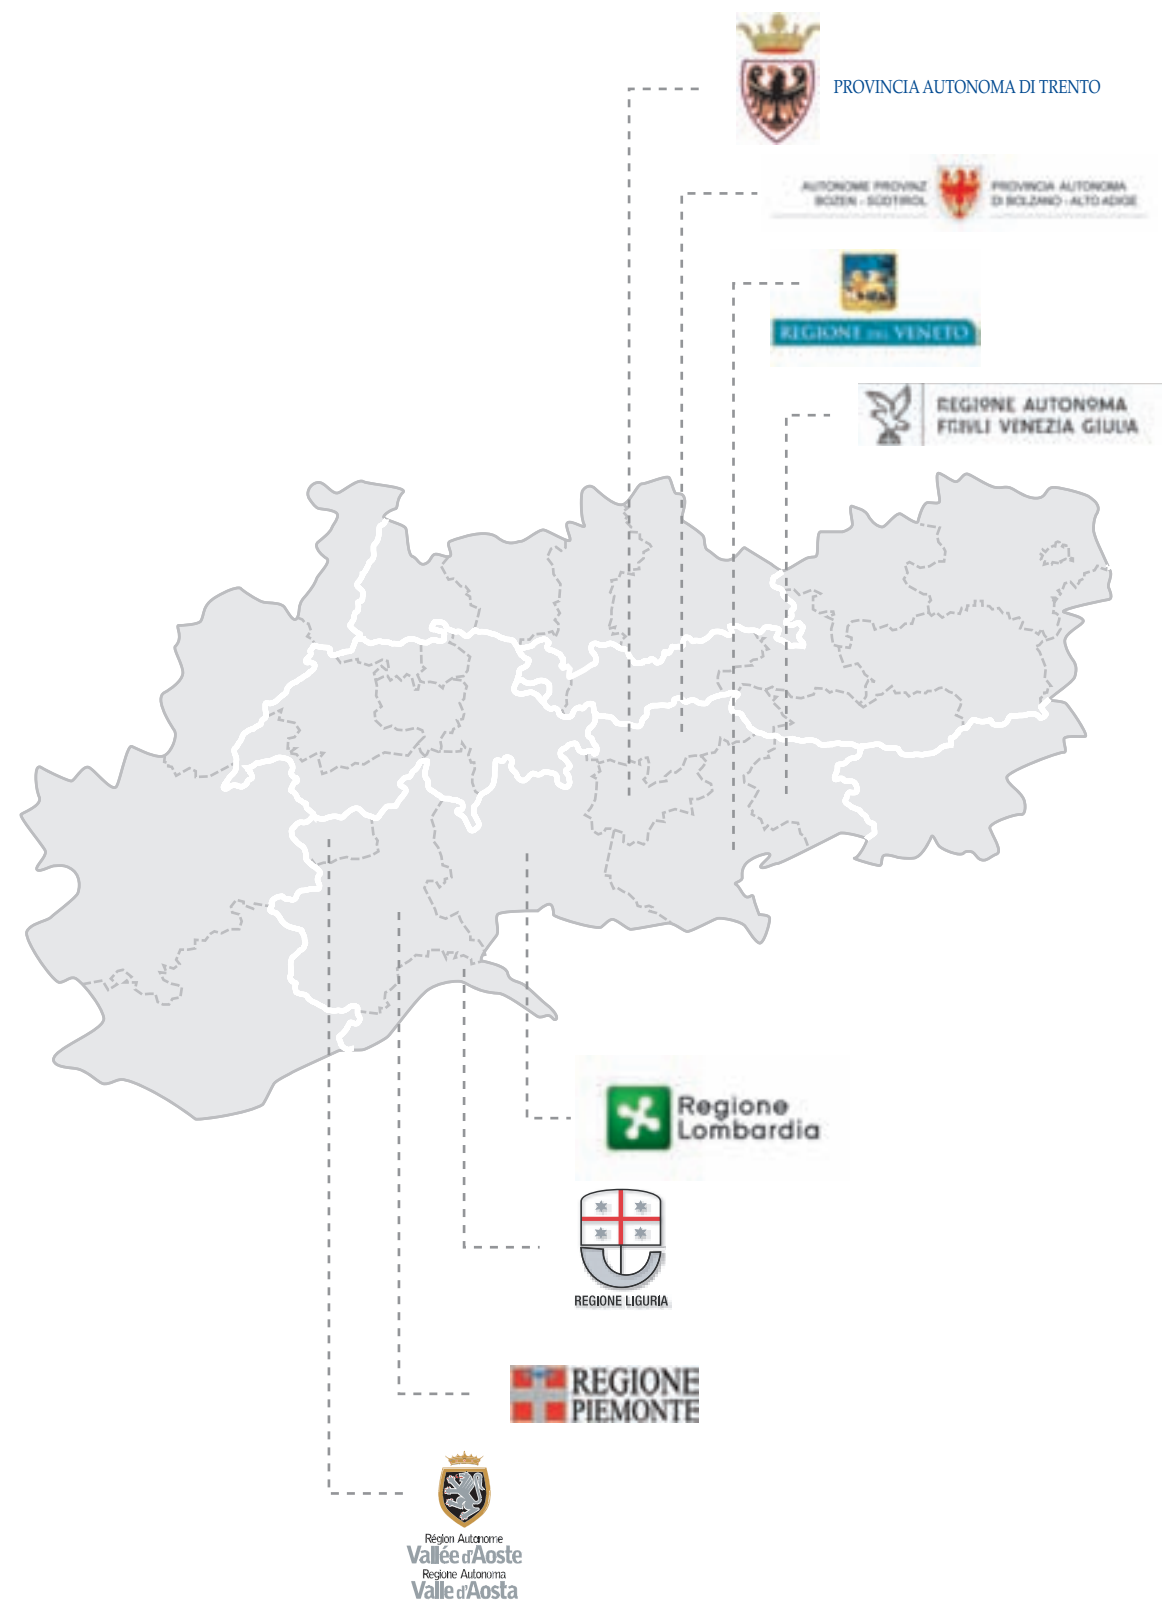 PROVINCIA AUTONOMA DI TRENTO
AUTONOME PROVINZ
BOZEN - SÜDTIROL
PROVINCIA AUTONOMA
DI BOLZANO - ALTO ADIGE
REGIONE DEL VENETO
REGIONE AUTONOMA
FRIULI VENEZIA GIULIA
Regione
Lombardia
REGIONE LIGURIA
REGIONE
PIEMONTE
Région Autonome
Vallée d'Aoste
Regione Autonoma
Valle d'Aosta